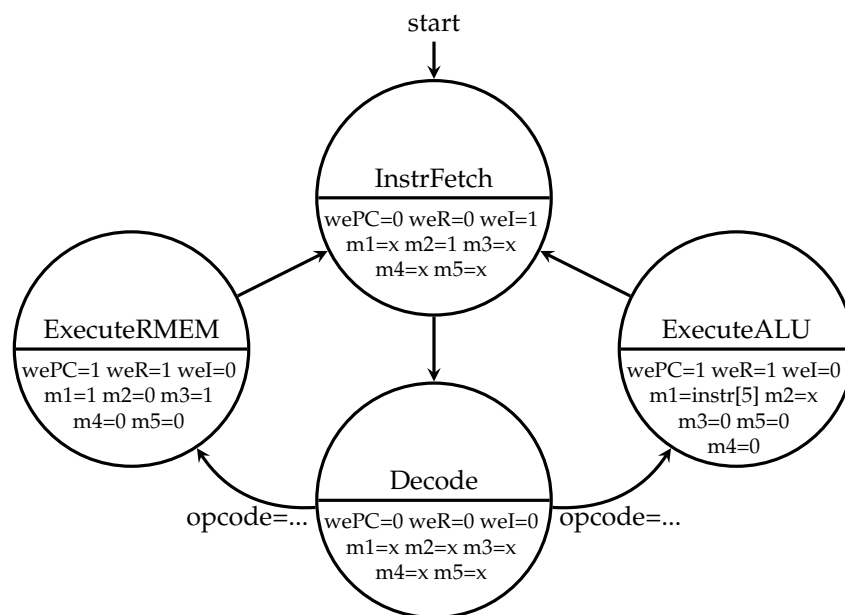 start
InstrFetch
wePC=0 weR=0 weI=1
m1=x m2=1 m3=x
m4=x m5=x
ExecuteRMEM
wePC=1 weR=1 weI=0
m1=1 m2=0 m3=1
m4=0 m5=0
ExecuteALU
wePC=1 weR=1 weI=0
m1=instr[5] m2=x
m3=0 m5=0
m4=0
Decode
wePC=0 weR=0 weI=0
m1=x m2=x m3=x
m4=x m5=x
opcode=...
opcode=...